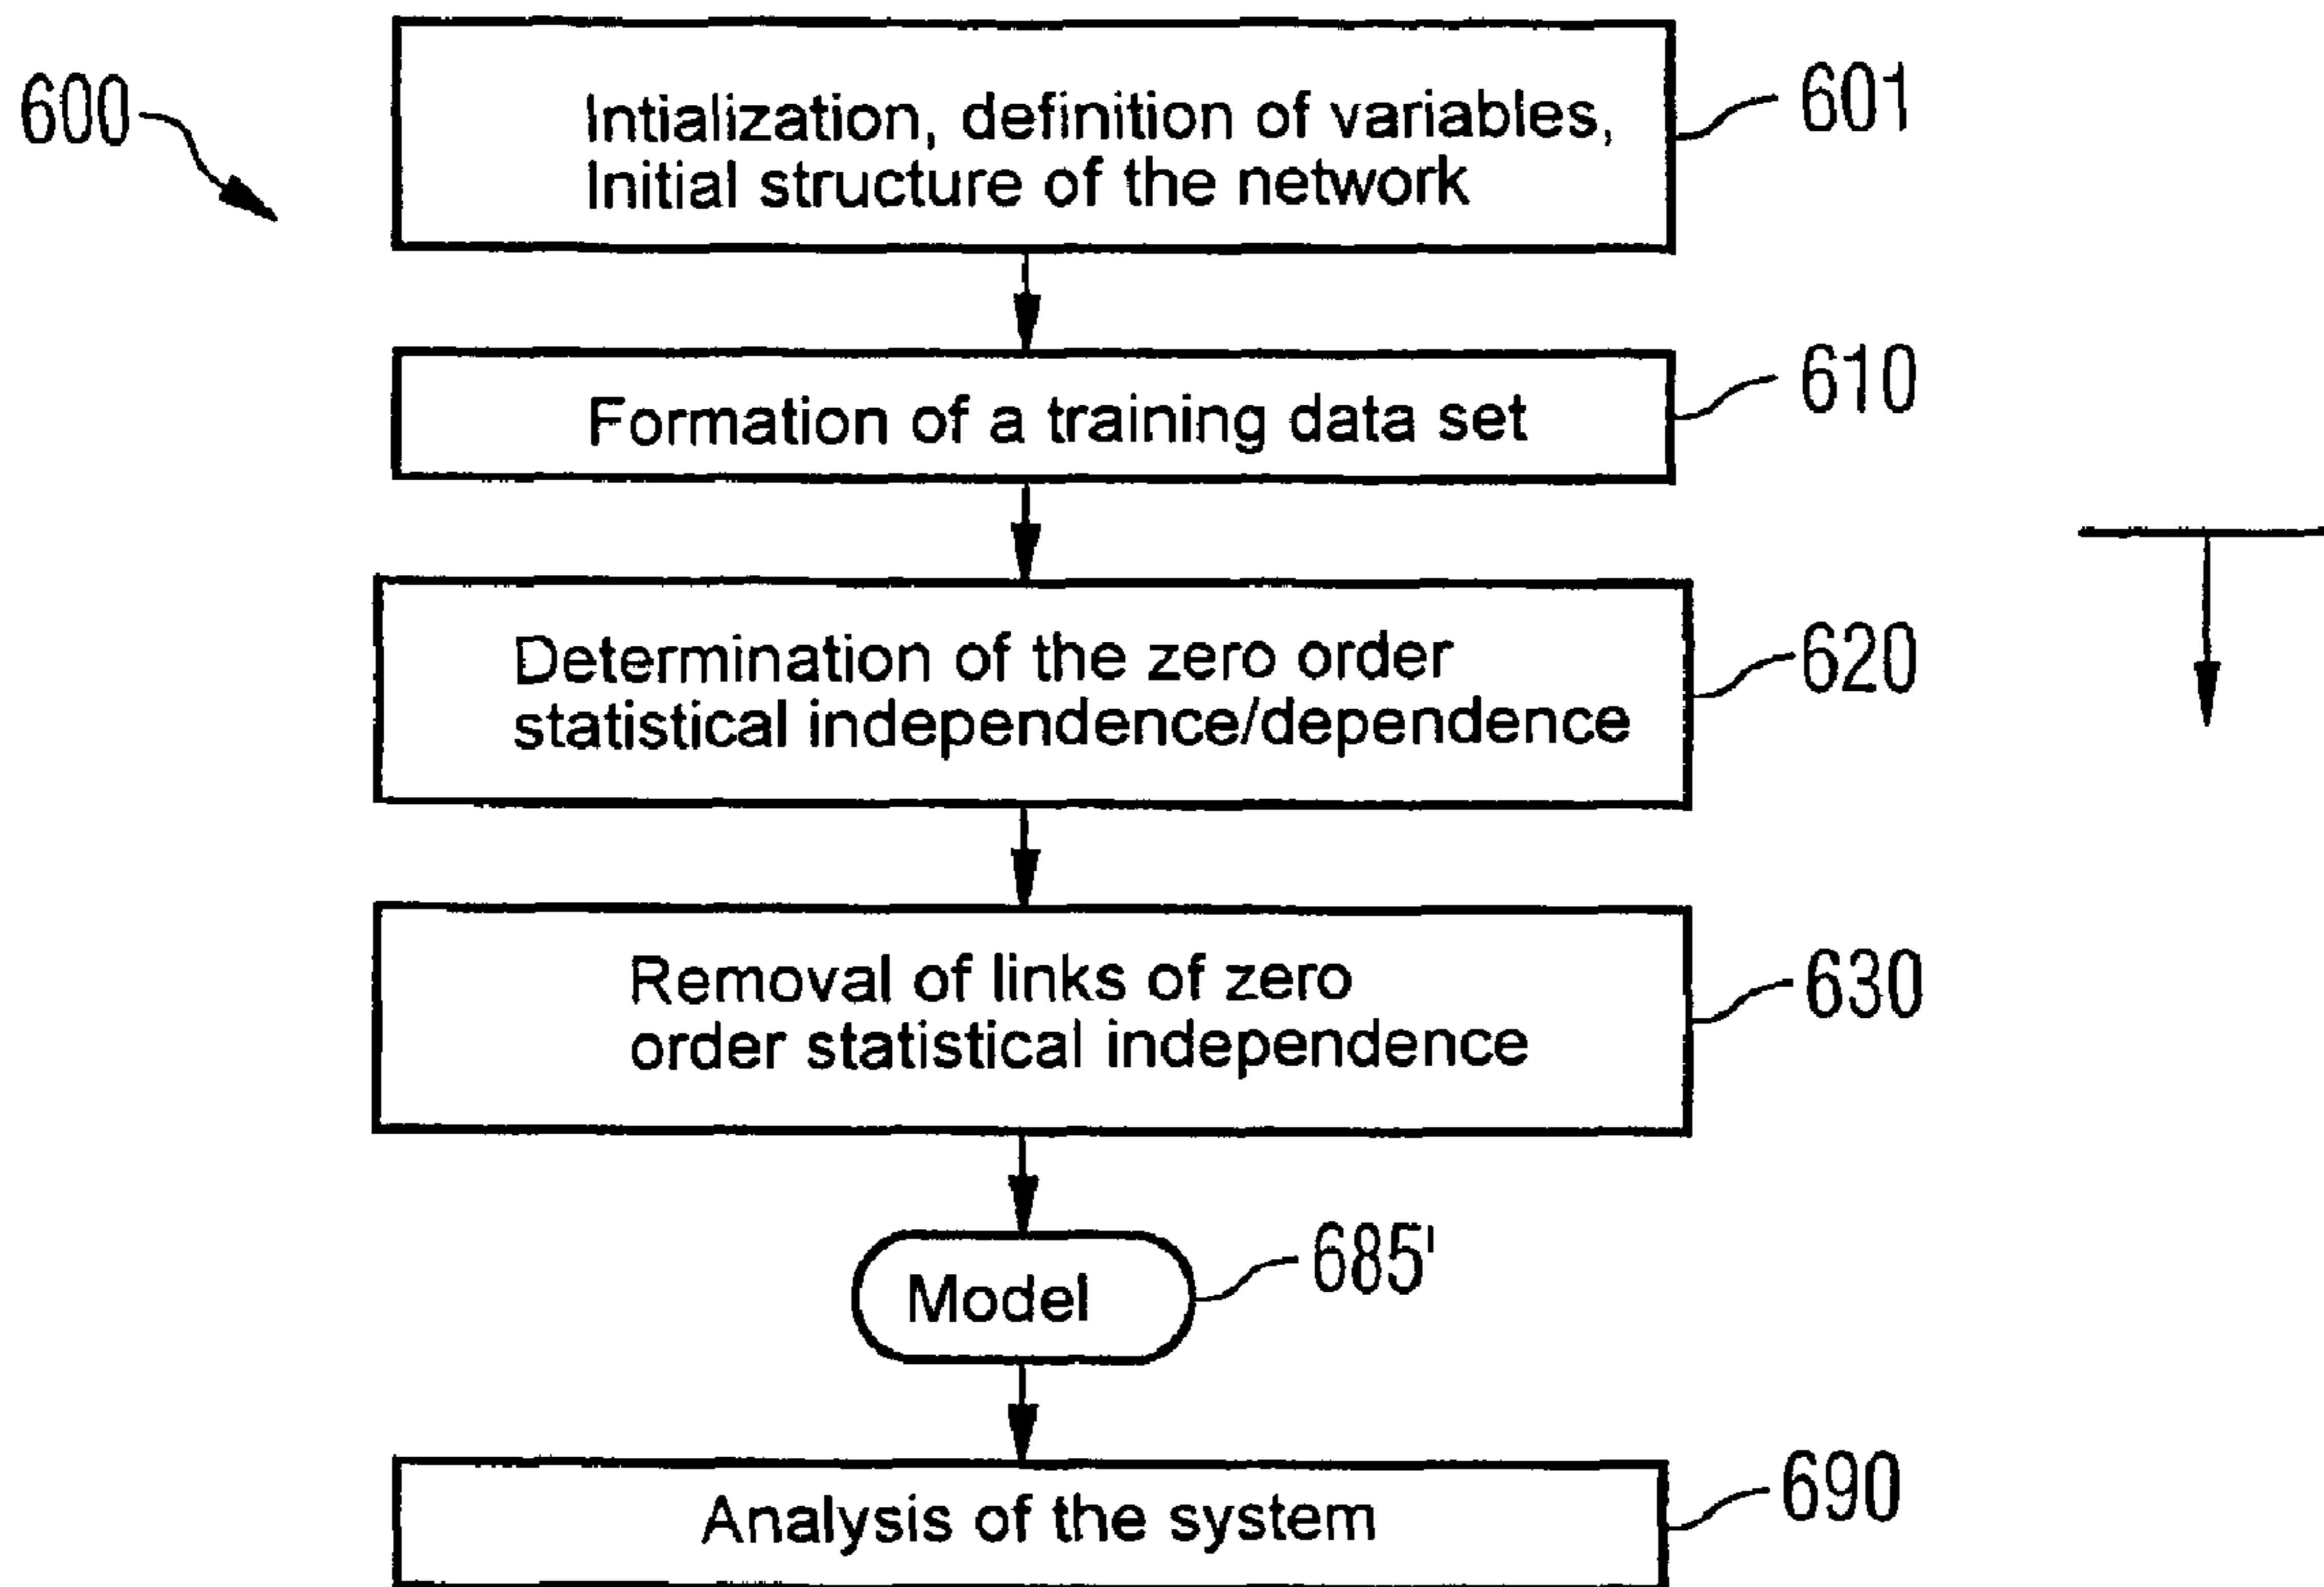 600
Intialization, definition of variables,
Initial structure of the network
601
Formation of a training data set
610
Determination of the zero order
statistical independence/dependence
620
Removal of links of zero
order statistical independence
630
Model
685'
Analysis of the system
690